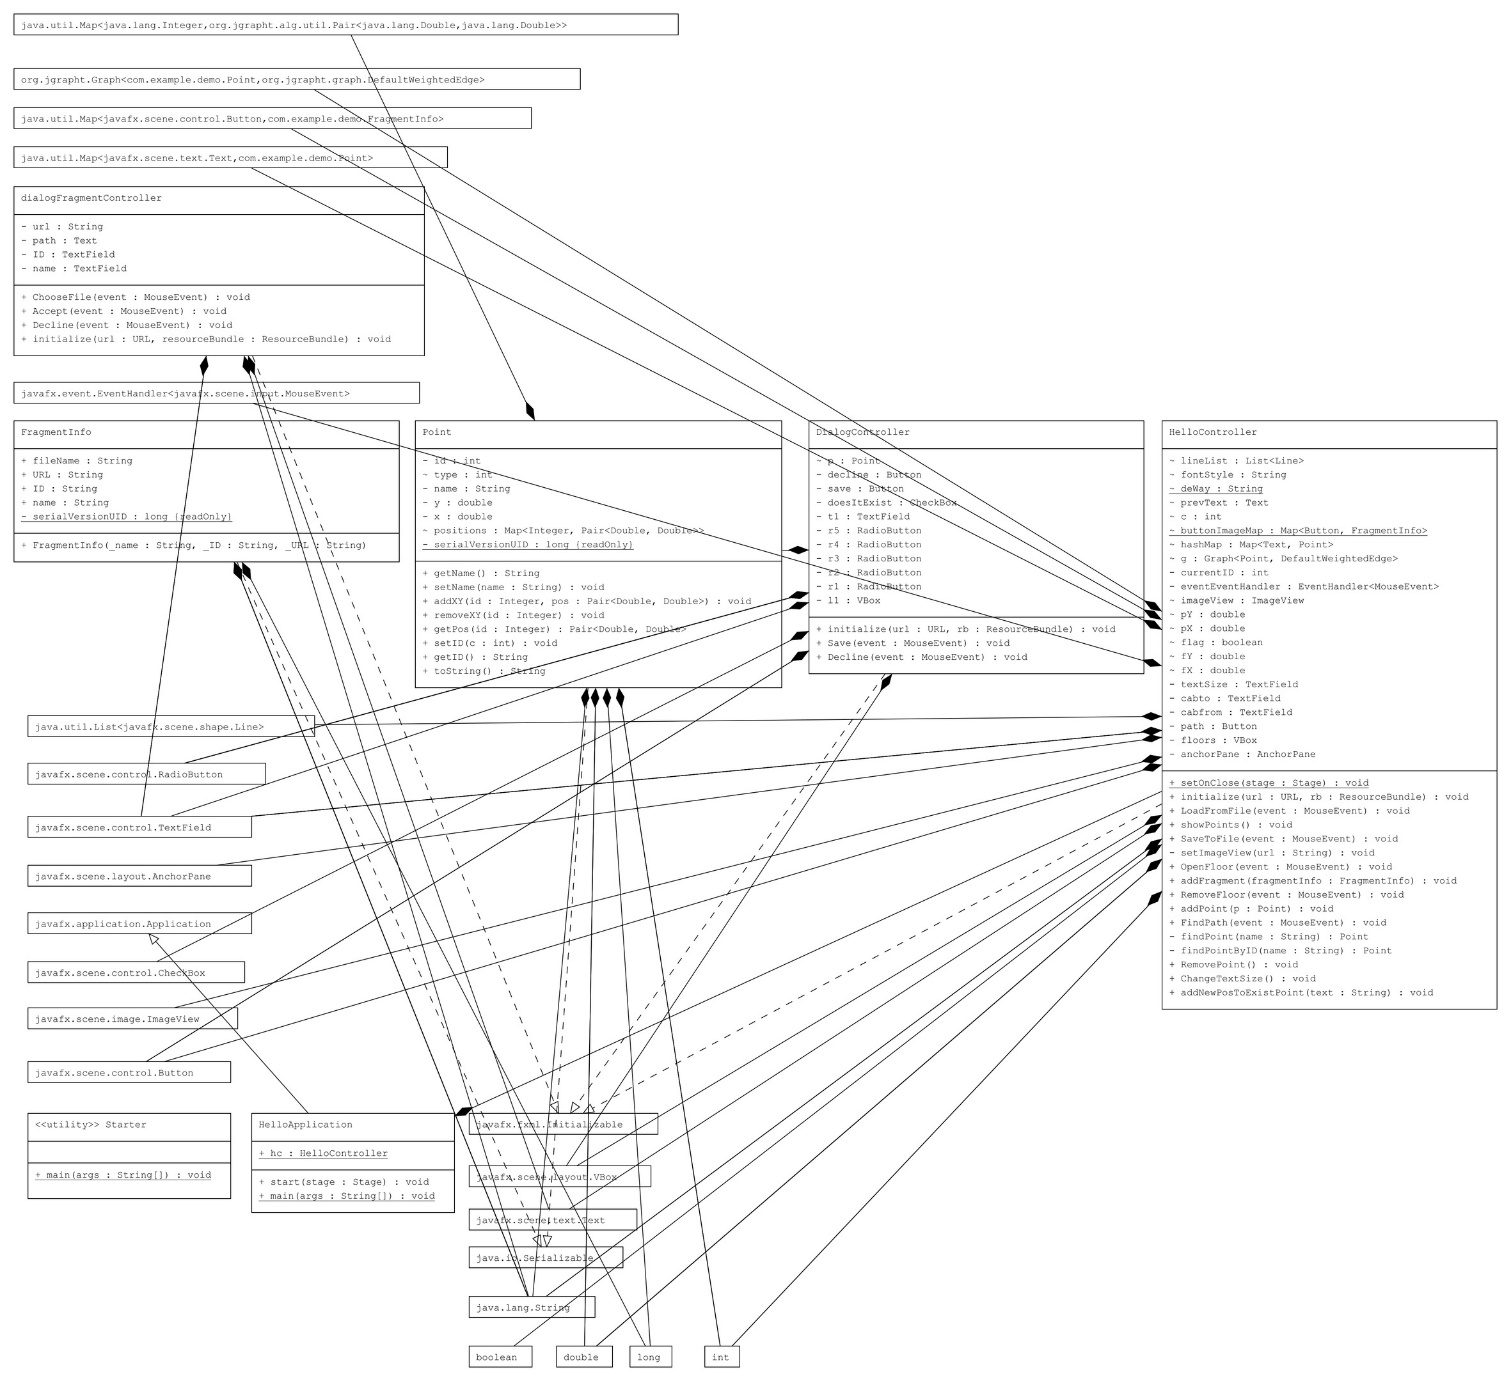 java.util.Map<java.lang.Integer,org.jgrapht.alg.util.Pair<java.lang.Double,java.lang.Double>>
org.jgrapht.Graph<com.example.demo.Point,org.jgrapht.graph.DefaultWeightedEdge>
java.util.Map<javafx.scene.control.Button,com.example.demo.FragmentInfo>
java.util.Map<javafx.scene.text.Text,com.example.demo.Point>
dialogFragmentController
- url : String
- path : Text
- ID : TextField
- name : TextField
+ ChooseFile(event : MouseEvent) : void
+ Accept(event : MouseEvent) : void
+ Decline(event : MouseEvent) : void
+ initialize(url : URL, resourceBundle : ResourceBundle) : void
javafx.event.EventHandler<javafx.scene.input.MouseEvent>
FragmentInfo
+ fileName : String
+ URL : String
+ ID : String
+ name : String
- serialVersionUID : long {readOnly}
+ FragmentInfo(_name : String, _ID : String, _URL : String)
Point
- id : int
~ type : int
- name : String
- y : double
- x : double
~ positions : Map<Integer, Pair<Double, Double>>
- serialVersionUID : long {readOnly}
+ getName() : String
+ setName(name : String) : void
+ addXY(id : Integer, pos : Pair<Double, Double>) : void
+ removeXY(id : Integer) : void
+ getPos(id : Integer) : Pair<Double, Double>
+ setID(c : int) : void
+ getID() : String
+ toString() : String
DialogController
~ p : Point
- decline : Button
- save : Button
- doesItExist : CheckBox
- t1 : TextField
- r5 : RadioButton
- r4 : RadioButton
- r3 : RadioButton
- r2 : RadioButton
- r1 : RadioButton
- l1 : VBox
+ initialize(url : URL, rb : ResourceBundle) : void
+ Save(event : MouseEvent) : void
+ Decline(event : MouseEvent) : void
HelloController
~ lineList : List<Line>
~ fontStyle : String
~ deWay : String
~ prevText : Text
~ c : int
~ buttonImageMap : Map<Button, FragmentInfo>
~ hashMap : Map<Text, Point>
~ g : Graph<Point, DefaultWeightedEdge>
- currentID : int
~ eventEventHandler : EventHandler<MouseEvent>
~ imageView : ImageView
~ pY : double
~ pX : double
~ flag : boolean
~ fY : double
~ fX : double
- textSize : TextField
- cabto : TextField
- cabfrom : TextField
- path : Button
- floors : VBox
- anchorPane : AnchorPane
+ setOnClose(stage : Stage) : void
+ initialize(url : URL, rb : ResourceBundle) : void
+ LoadFromFile(event : MouseEvent) : void
+ showPoints() : void
+ SaveToFile(event : MouseEvent) : void
- setImageView(url : String) : void
+ OpenFloor(event : MouseEvent) : void
+ addFragment(fragmentInfo : FragmentInfo) : void
+ RemoveFloor(event : MouseEvent) : void
+ addPoint(p : Point) : void
+ FindPath(event : MouseEvent) : void
- findPoint(name : String) : Point
- findPointByID(name : String) : Point
+ RemovePoint() : void
+ ChangeTextSize() : void
+ addNewPosToExistPoint(text : String) : void
java.util.List<javafx.scene.shape.Line>
javafx.scene.control.RadioButton
javafx.scene.control.TextField
javafx.scene.layout.AnchorPane
javafx.application.Application
javafx.scene.control.CheckBox
javafx.scene.image.ImageView
javafx.scene.control.Button
<<utility>> Starter
+ main(args : String[]) : void
HelloApplication
+ hc : HelloController
+ start(stage : Stage) : void
+ main(args : String[]) : void
javafx.fxml.Initializable
javafx.scene.layout.VBox
javafx.scene.text.Text
java.io.Serializable
java.lang.String
boolean
double
long
int